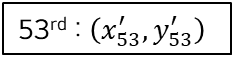 53ʳᵈ : (x′₅₃, y′₅₃)